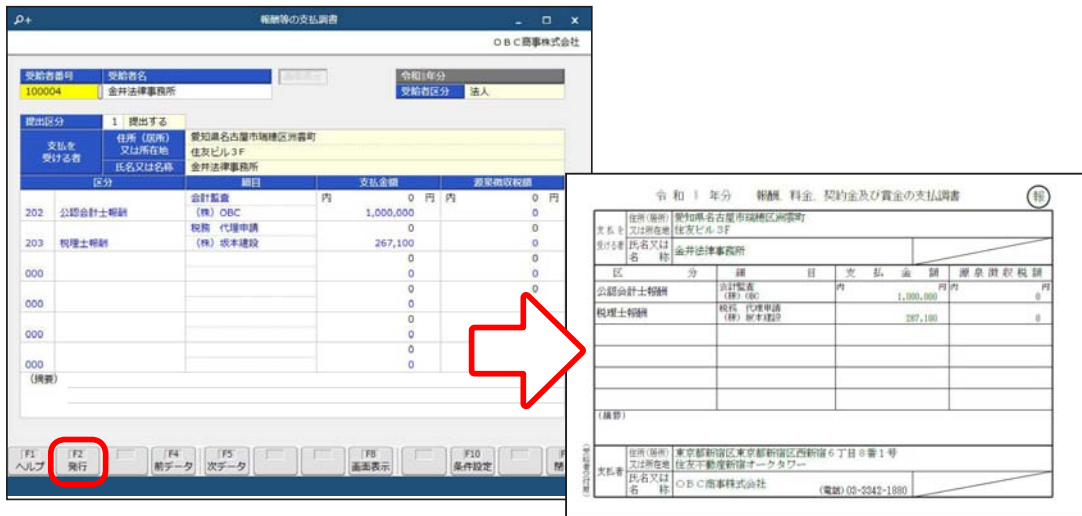 報酬等の支払調書
OBC商事株式会社
受給者番号 受給者名 令和1年分
100004 金井法律事務所 受給者区分 法人
提出区分 1 提出する
支払を受ける者 住所(居所)又は所在地 愛知県名古屋市瑞穂区洲雲町
住友ビル3F
氏名又は名称 金井法律事務所
区分 細目 支払金額 源泉徴収税額
会計監査 内 0 円 内 0 円
202 公認会計士報酬 (株)OBC 1,000,000 0
税務 代理申請 0 0
203 税理士報酬 (株)坂本建設 267,100 0
0 0
000 0 0
0 0
000 0
0
000 0
0
000 0
(摘要)
F1 ヘルプ
F2 発行
F4 前データ
F5 次データ
F8 画面表示
F10 条件設定
令和 1 年分 報酬、料金、契約金及び賞金の支払調書 報
支払を受ける者 住所(居所)又は所在地 愛知県名古屋市瑞穂区洲雲町
住友ビル 3F
氏名又は名称 金井法律事務所
区分 細目 支払金額 源泉徴収税額
公認会計士報酬 会計監査 内 円 内 円
(株) OBC 1,000,000 0
税理士報酬 税務 代理申請
(株) 坂本建設 267,100 0
(摘要)
支払者 住所(居所)又は所在地 東京都新宿区東京都新宿区西新宿6丁目8番1号
住友不動産新宿オークタワー
氏名又は名称 OBC商事株式会社 (電話) 03-3342-1880